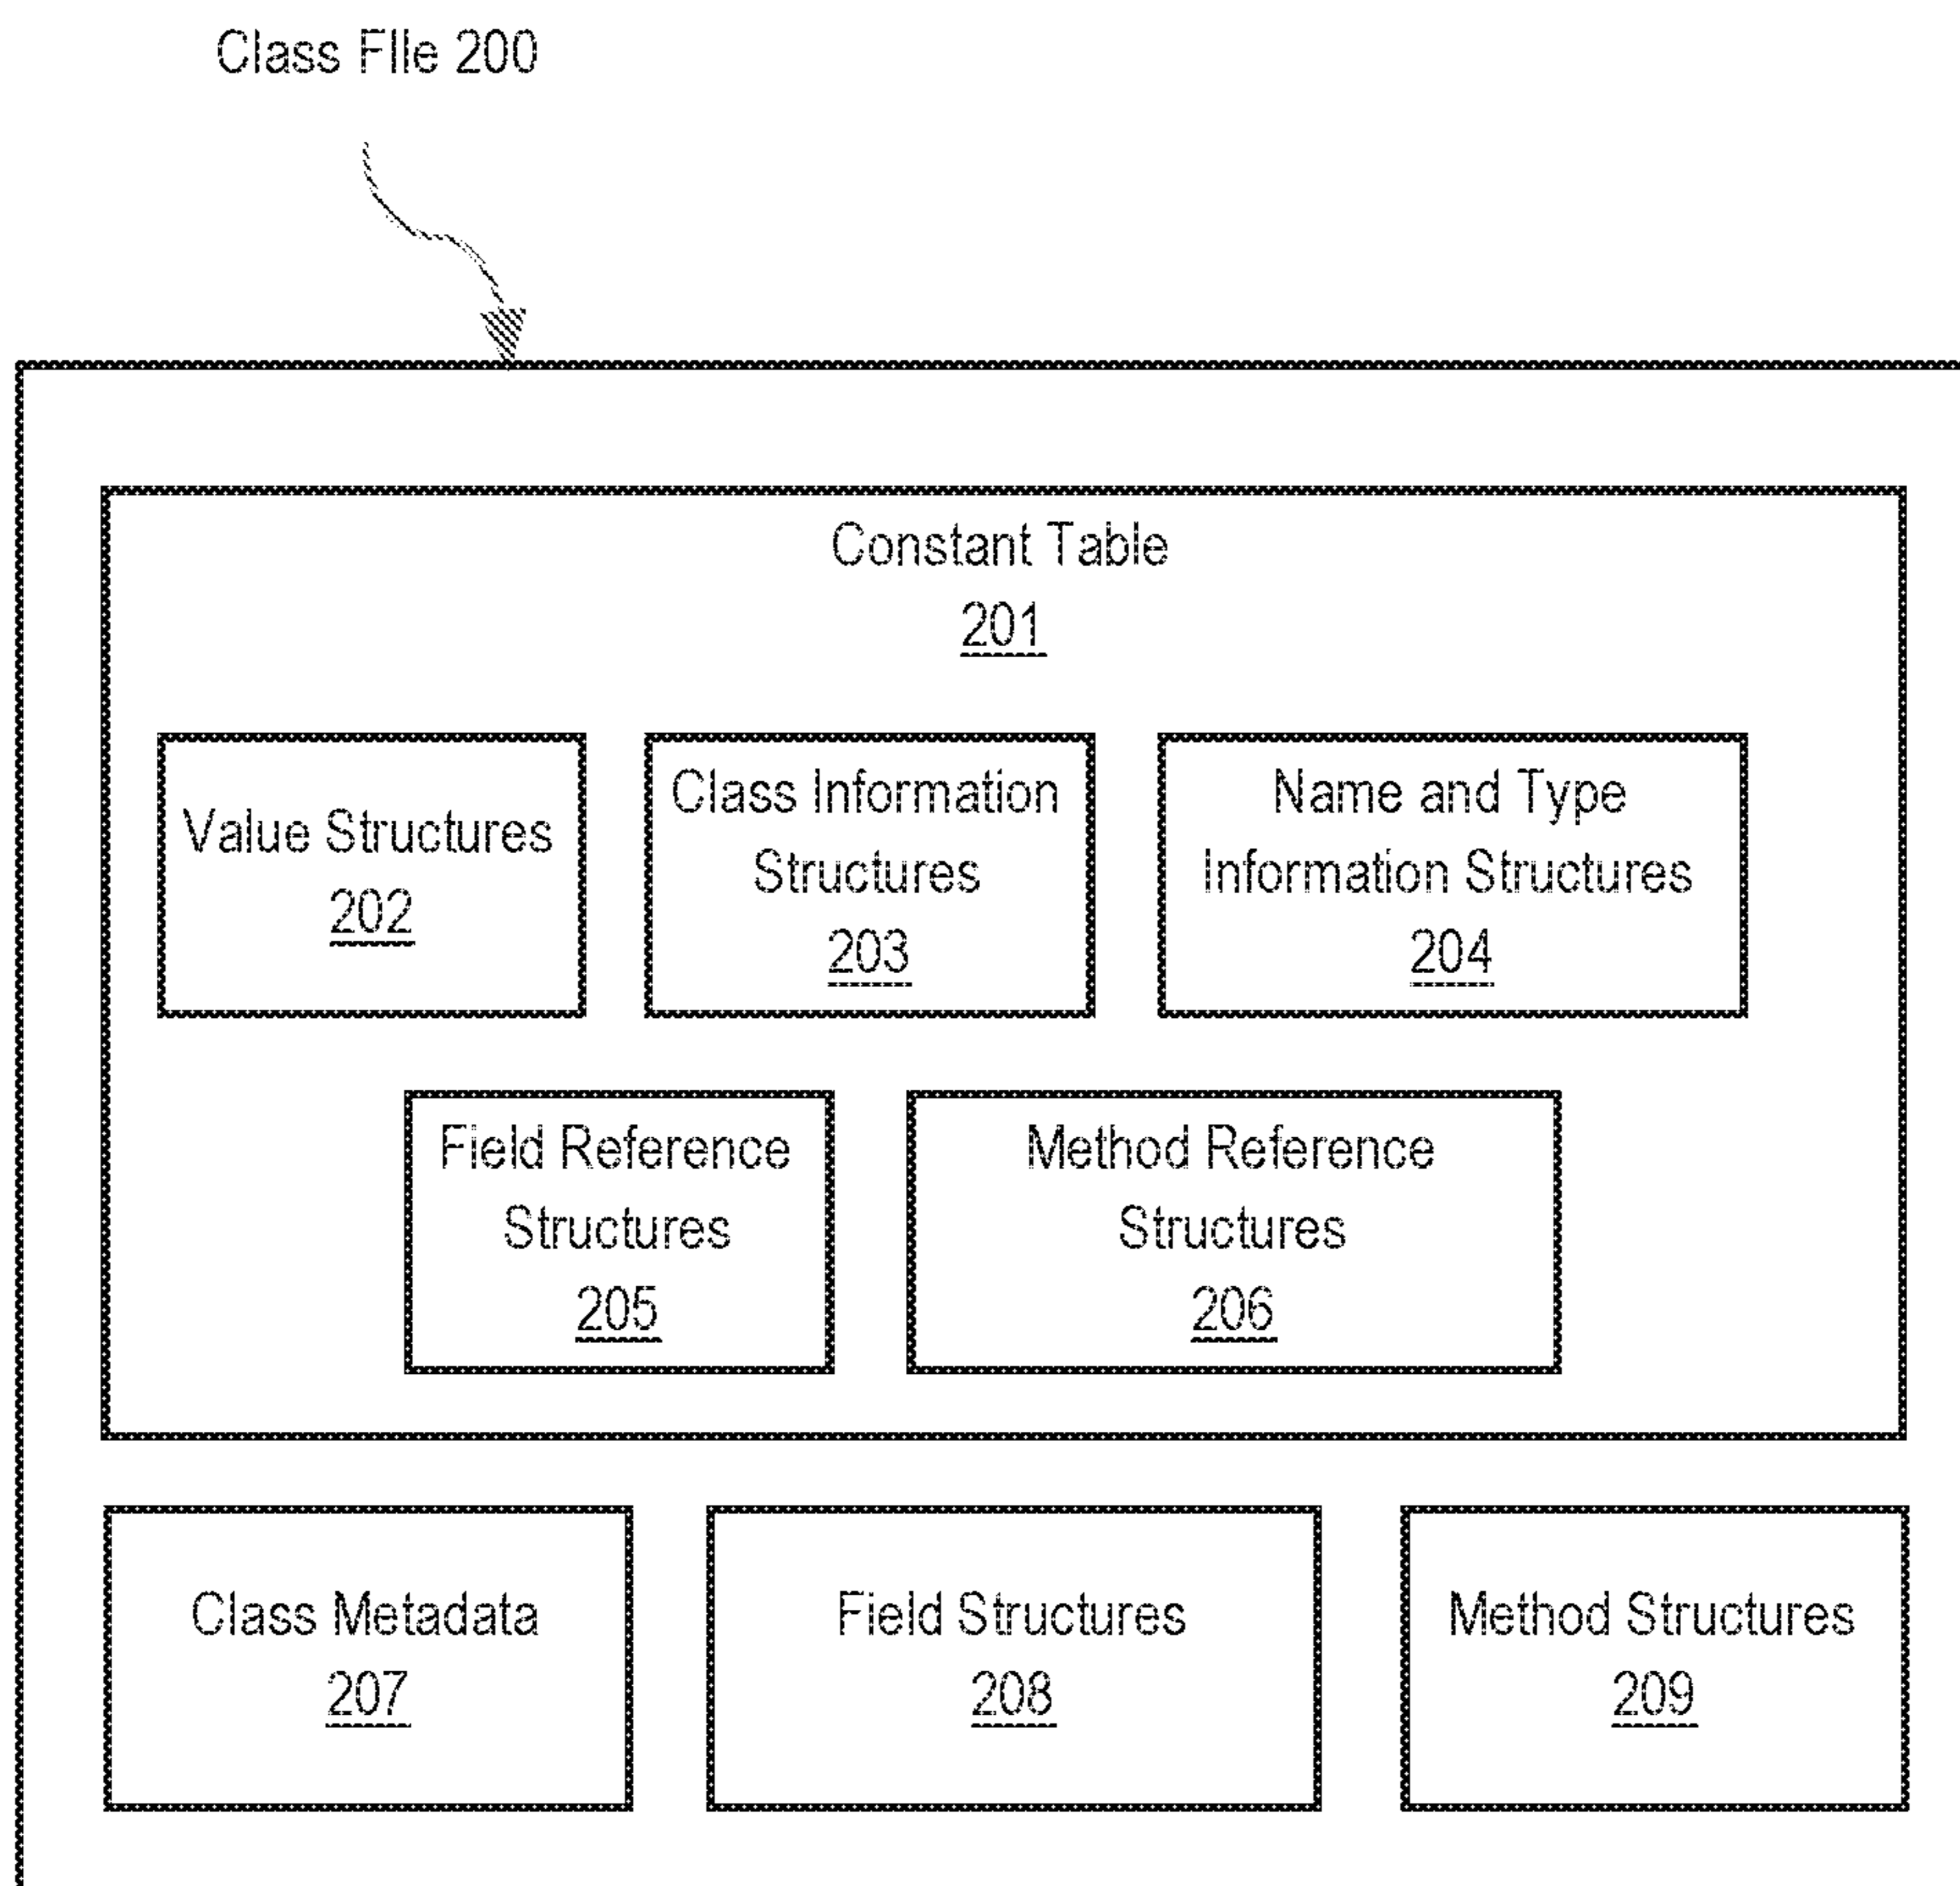 Class FIle 200
Constant Table
201
Value Structures
202
Class Information
Structures
203
Name and Type
Information Structures
204
Field Reference
Structures
205
Method Reference
Structures
206
Class Metadata
207
Field Structures
208
Method Structures
209